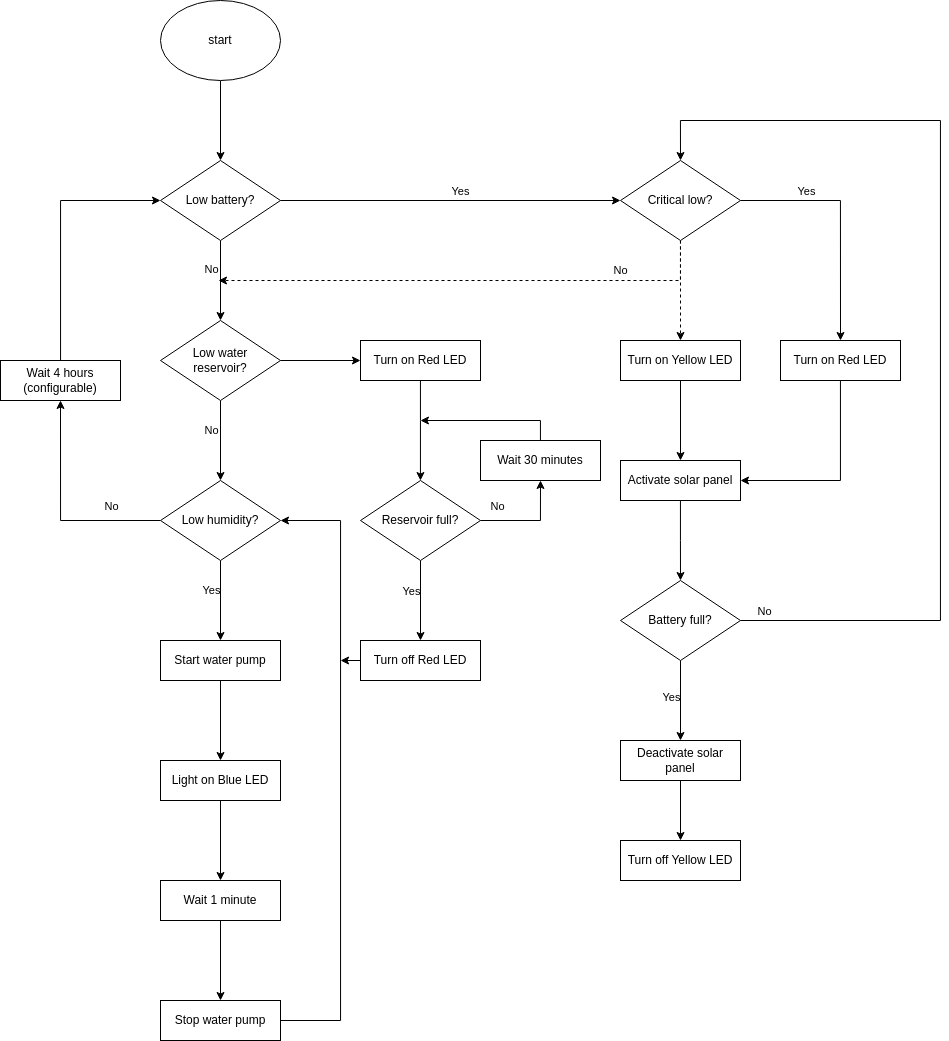 start
Low battery?
Yes
Critical low?
Yes
No
No
Low water
reservoir?
Turn on Red LED
Turn on Yellow LED
Turn on Red LED
Wait 4 hours
(configurable)
No
Wait 30 minutes
Activate solar panel
No
Low humidity?
Reservoir full?
No
Yes
Yes
Battery full?
No
Start water pump
Turn off Red LED
Yes
Light on Blue LED
Deactivate solar
panel
Turn off Yellow LED
Wait 1 minute
Stop water pump